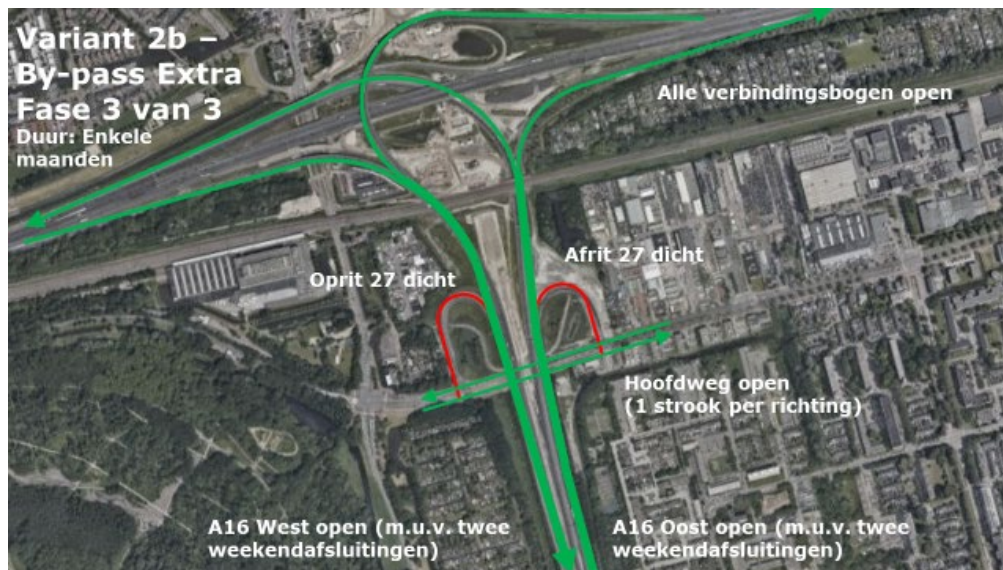 Variant 2b –
By-pass Extra
Fase 3 van 3
Duur: Enkele
maanden
Alle verbindingsbogen open
Oprit 27 dicht
Afrit 27 dicht
Hoofdweg open
(1 strook per richting)
A16 West open (m.u.v. twee
weekendafsluitingen)
A16 Oost open (m.u.v. twee
weekendafsluitingen)